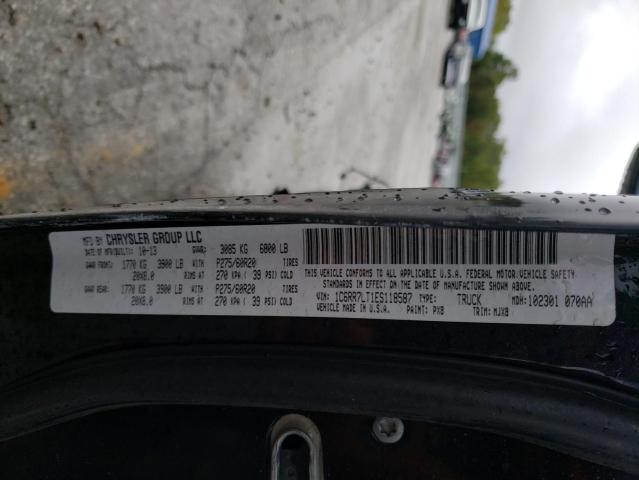 MFD BY CHRYSLER GROUP LLC
DATE OF MFR(BUILT): 10-13 GVWR: 3085 KG 6800 LB
GAWR FRONT: 1770 KG 3900 LB WITH P275/60R20 TIRES
20X8.0 RIMS AT 270 KPA( 39 PSI COLD
GAWR REAR: 1770 KG 3900 LB WITH P275/60R20 TIRES
20X8.0 RIMS AT 270 KPA( 39 PSI COLD
THIS VEHICLE CONFORMS TO ALL APPLICABLE U.S.A. FEDERAL MOTOR VEHICLE SAFETY
STANDARDS IN EFFECT ON THE DATE OF MANUFACTURE SHOWN ABOVE.
VIN: 1C6RR7LT1ES118587 TYPE: TRUCK MDH: 102301 070AA
VEHICLE MADE IN U.S.A. PAINT: PX8 TRIM: MJX8